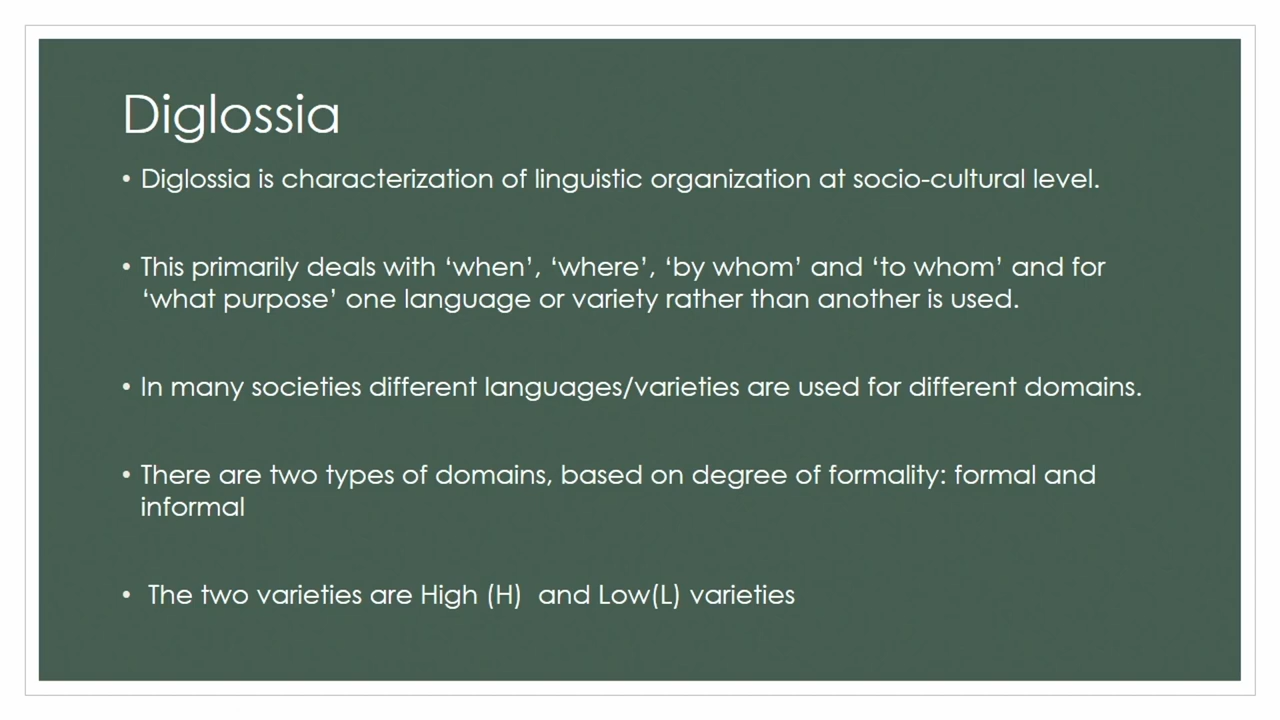 Diglossia
• Diglossia is characterization of linguistic organization at socio-cultural level.
• This primarily deals with ‘when’, ‘where’, ‘by whom’ and ‘to whom’ and for
‘what purpose’ one language or variety rather than another is used.
• In many societies different languages/varieties are used for different domains.
• There are two types of domains, based on degree of formality: formal and
informal
• The two varieties are High (H)  and Low(L) varieties